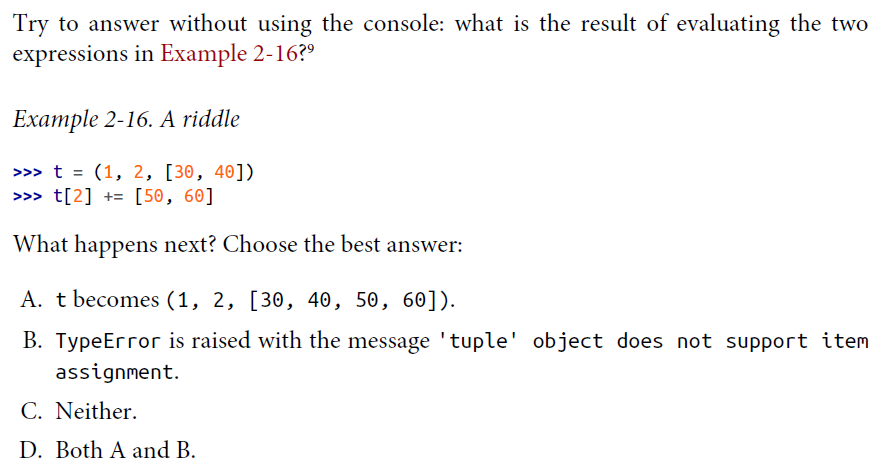 Try to answer without using the console: what is the result of evaluating the two
expressions in Example 2-16?⁹
Example 2-16. A riddle
>>> t = (1, 2, [30, 40])
>>> t[2] += [50, 60]
What happens next? Choose the best answer:
A. t becomes (1, 2, [30, 40, 50, 60]).
B. TypeError is raised with the message 'tuple' object does not support item
assignment.
C. Neither.
D. Both A and B.